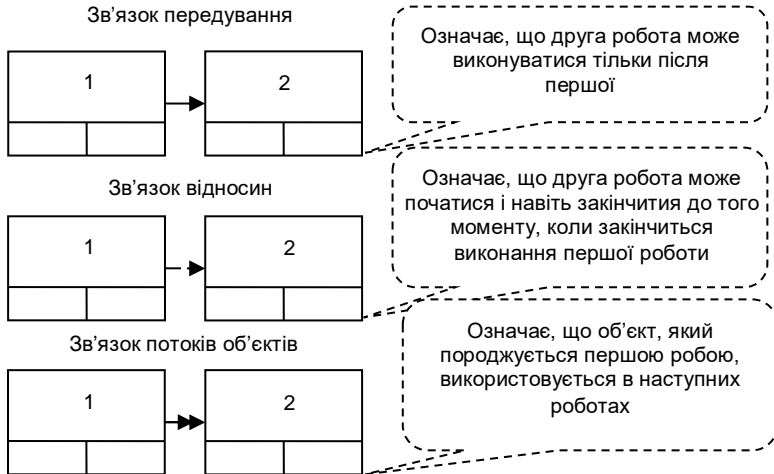 Зв'язок передування
1
2
Означає, що друга робота може
виконуватися тільки після
першої
Зв'язок відносин
1
2
Означає, що друга робота може
початися і навіть закінчития до того
моменту, коли закінчиться
виконання першої роботи
Зв'язок потоків об'єктів
1
2
Означає, що об'єкт, який
породжується першою робою,
використовується в наступних
роботах